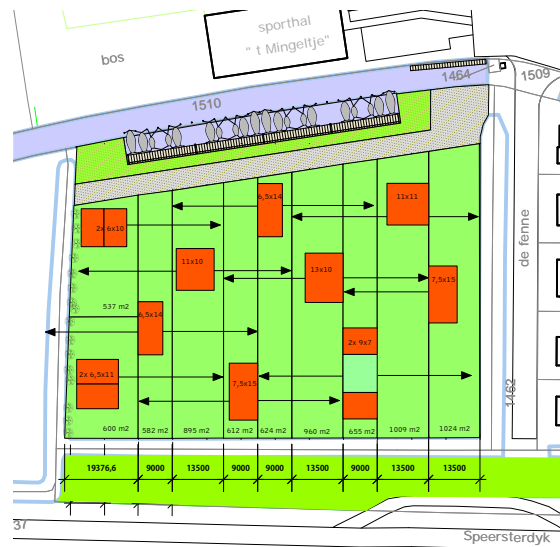 sporthal
" t Mingeltje"
bos
1464
1509
1510
6,5x14
11x11
2x 6x10
de fenne
11x10
13x10
7,5x15
537 m2
6,5x14
2x 9x7
2x 6,5x11
7,5x15
1462
600 m2
582 m2
895 m2
612 m2
624 m2
960 m2
655 m2
1009 m2
1024 m2
19376,6
9000
13500
9000
9000
13500
9000
13500
13500
37
Speersterdyk